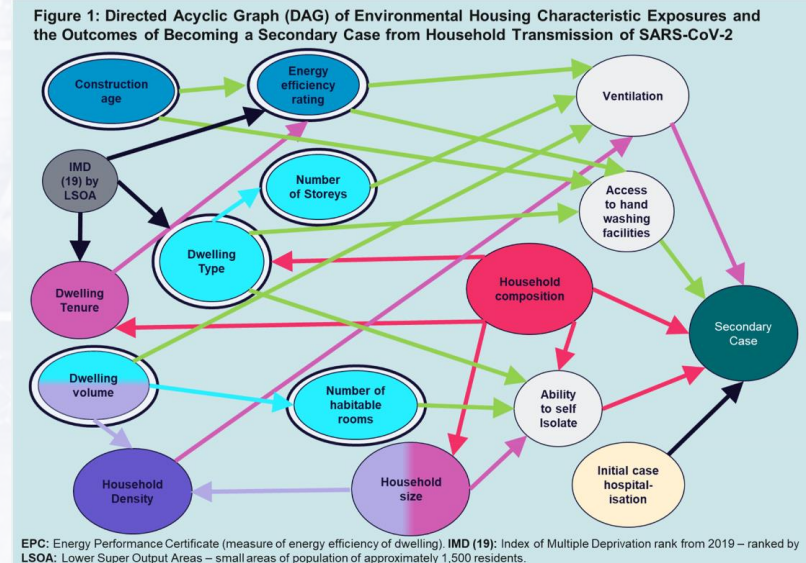 Figure 1: Directed Acyclic Graph (DAG) of Environmental Housing Characteristic Exposures and
the Outcomes of Becoming a Secondary Case from Household Transmission of SARS-CoV-2
Construction
age
Energy
efficiency
rating
Ventilation
IMD
(19) by
LSOA
Number
of Storeys
Access
to hand
washing
facilities
Dwelling
Type
Dwelling
Tenure
Household
composition
Secondary
Case
Dwelling
volume
Number of
habitable
rooms
Ability
to self
Isolate
Household
Density
Household
size
Initial case
hospital-
isation
EPC: Energy Performance Certificate (measure of energy efficiency of dwelling). IMD (19): Index of Multiple Deprivation rank from 2019 – ranked by
LSOA: Lower Super Output Areas – small areas of population of approximately 1,500 residents.